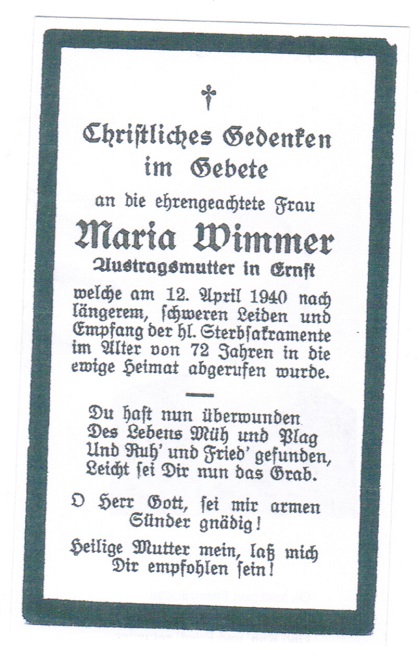 †
Christliches Gedenken
im Gebete
an die ehrengeachtete Frau
Maria Wimmer
Austragsmutter in Ernst
welche am 12. April 1940 nach
längerem, schweren Leiden und
Empfang der hl. Sterbsakramente
im Alter von 72 Jahren in die
ewige Heimat abgerufen wurde.
Du hast nun überwunden
Des Lebens Müh und Plag
Und Ruh' und Fried' gefunden,
Leicht sei Dir nun das Grab.
O Herr Gott, sei mir armen
Sünder gnädig!
Heilige Mutter mein, laß mich
Dir empfohlen sein!